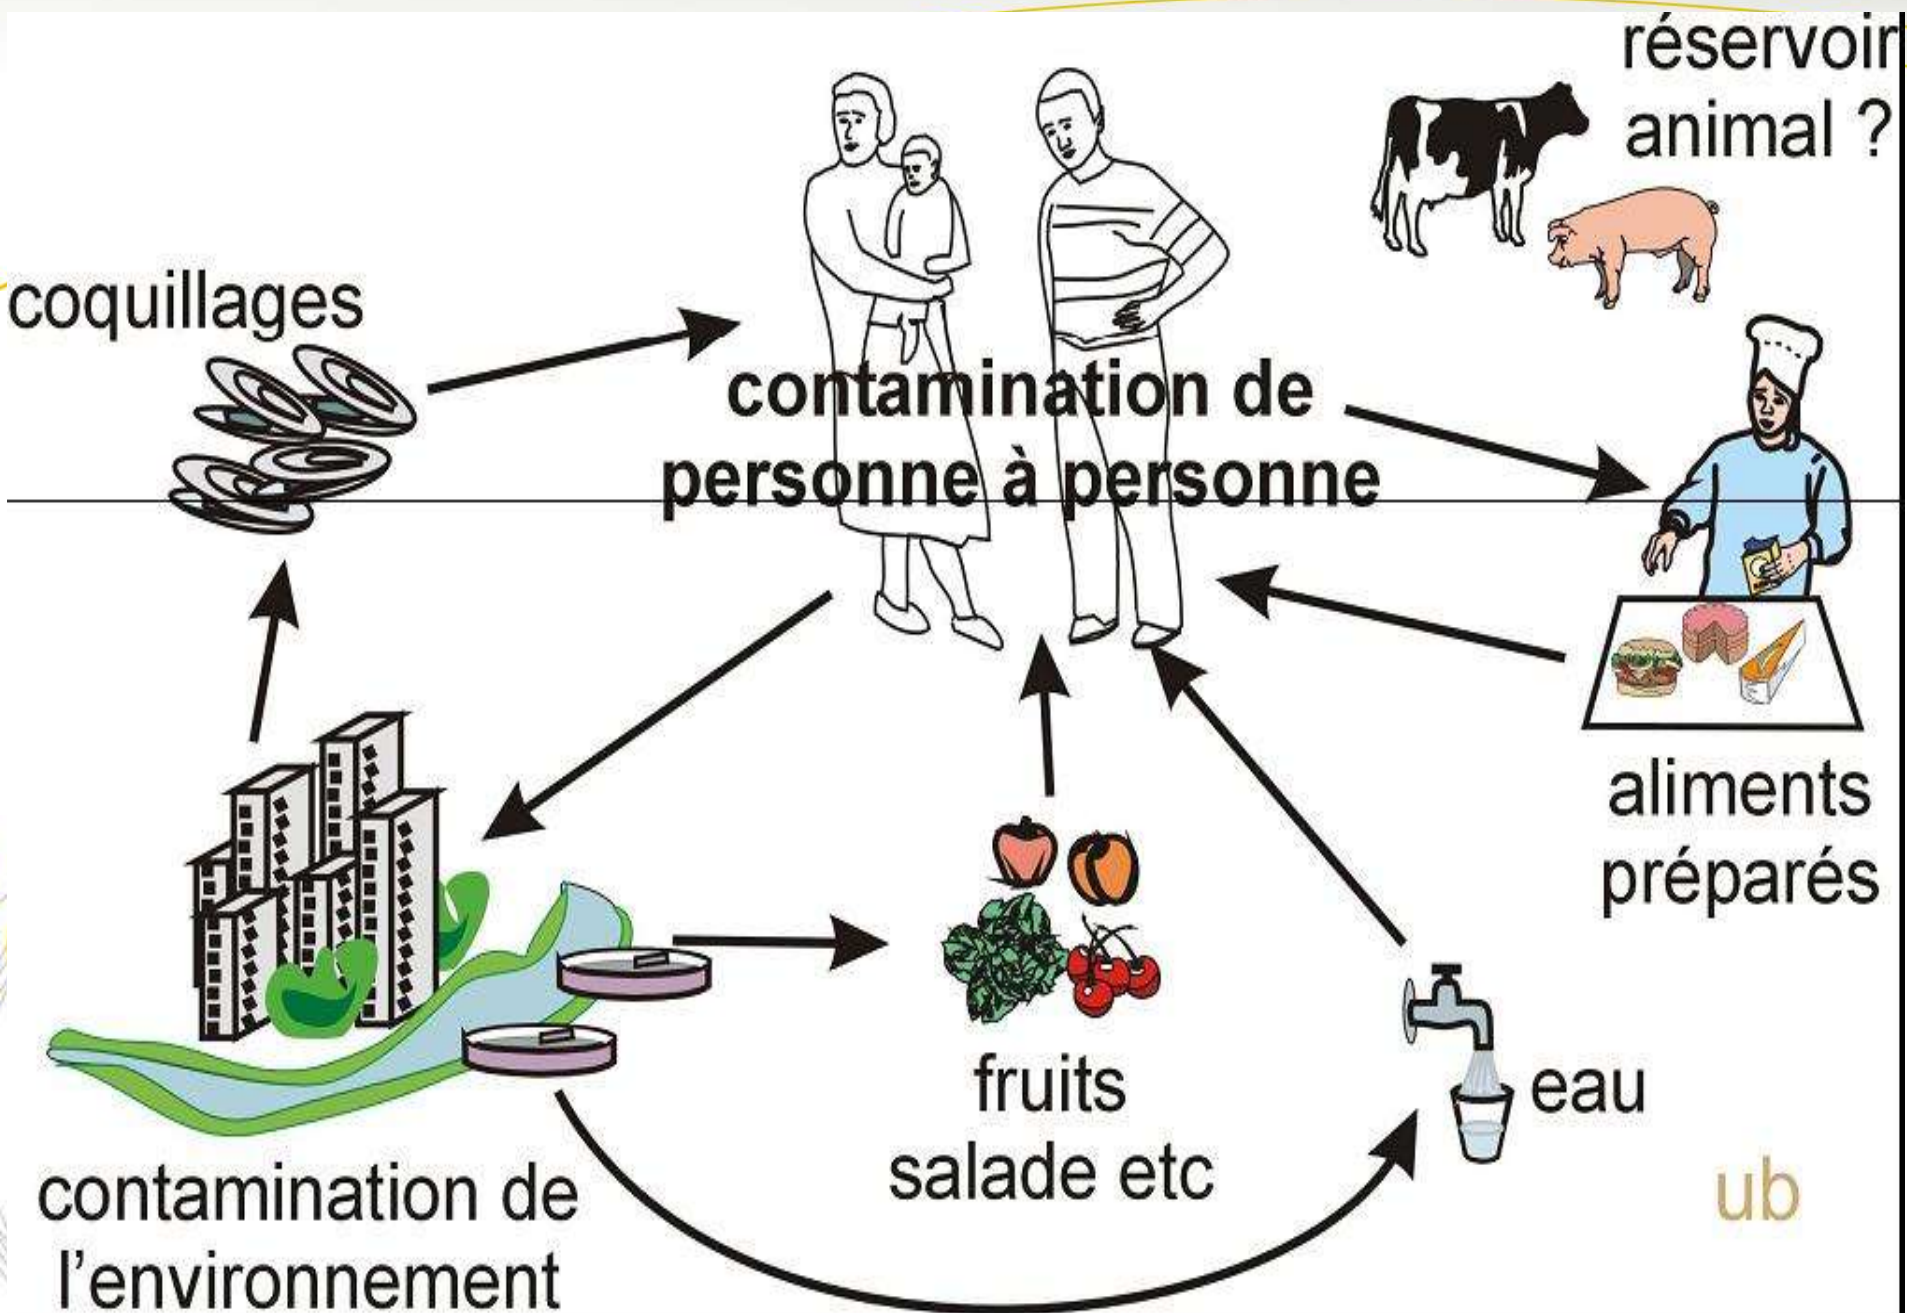 réservoir
animal ?
coquillages
contamination de
personne à personne
aliments
préparés
fruits
salade etc
eau
contamination de
l'environnement
ub